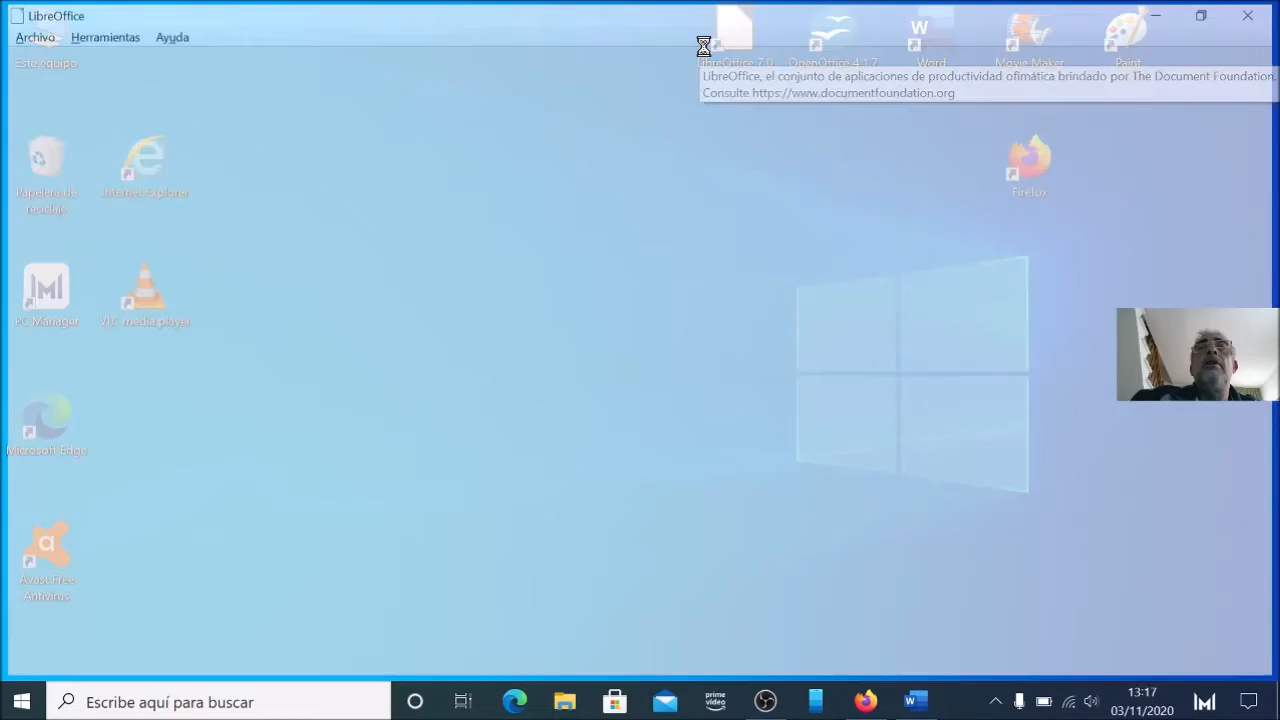 LibreOffice
Archivo Herramientas Ayuda
Este equipo
LibreOffice 7.0 OpenOffice 4.1.7 Word Movie Maker Paint
LibreOffice, el conjunto de aplicaciones de productividad ofimática brindado por The Document Foundation.
Consulte https://www.documentfoundation.org
Papelera de
reciclaje
Internet Explorer
Firefox
PC Manager
VLC media player
Microsoft Edge
Avast Free
Antivirus
Escribe aquí para buscar
prime
video
13:17
03/11/2020